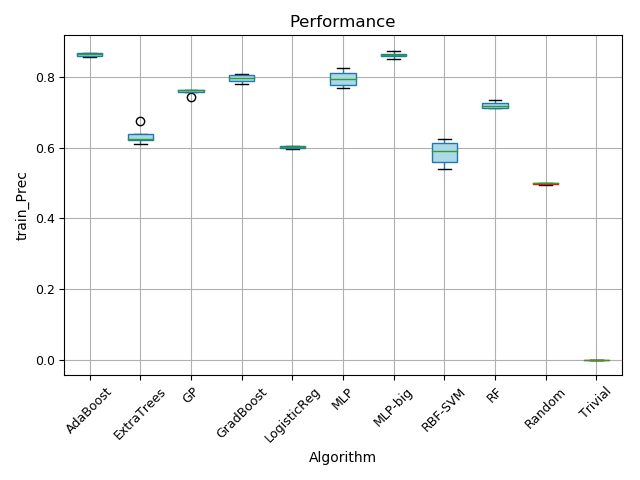 Performance
train_Prec
0.8
0.6
0.4
0.2
0.0
AdaBoost
ExtraTrees
GP
GradBoost
LogisticReg
MLP
MLP-big
RBF-SVM
RF
Random
Trivial
Algorithm